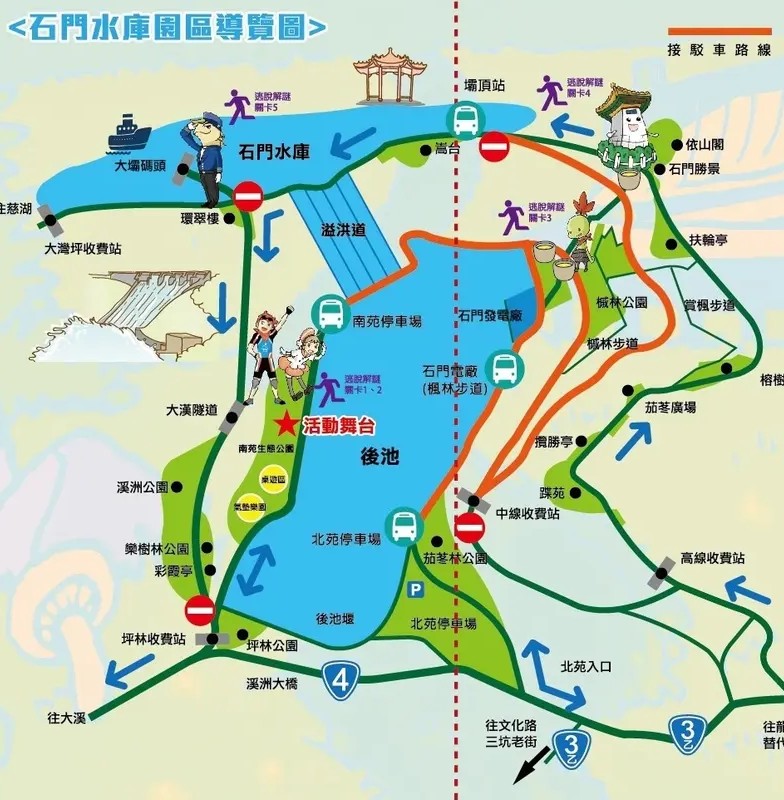 <石門水庫園區導覽圖>
接駁車路線
壩頂站
逃脫解謎
關卡5
逃脫解謎
關卡4
大壩碼頭
石門水庫
嵩台
依山閣
石門勝景
往慈湖
環翠樓
大灣坪收費站
溢洪道
逃脫解謎
關卡3
扶輪亭
槭林公園
賞楓步道
南苑停車場
石門發電廠
槭林步道
石門電廠
(楓林步道)
逃脫解謎
關卡1、2
榕樹
大漢隧道
活動舞台
茄苳廣場
南苑生態公園
後池
攬勝亭
溪洲公園
桌遊區
氣墊樂園
蹀苑
中線收費站
北苑停車場
欒樹林公園
茄苳林公園
高線收費站
彩霞亭
P
後池堰
北苑停車場
坪林收費站
坪林公園
北苑入口
溪洲大橋
4
往大溪
往文化路
三坑老街
3乙
3乙
往龍
替代